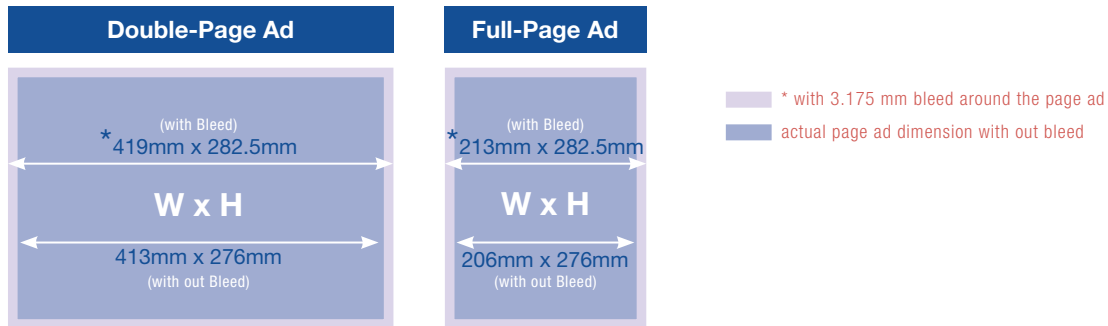 Double-Page Ad
(with Bleed)
*419mm x 282.5mm
W x H
413mm x 276mm
(with out Bleed)
Full-Page Ad
(with Bleed)
*213mm x 282.5mm
W x H
206mm x 276mm
(with out Bleed)
* with 3.175 mm bleed around the page ad
actual page ad dimension with out bleed